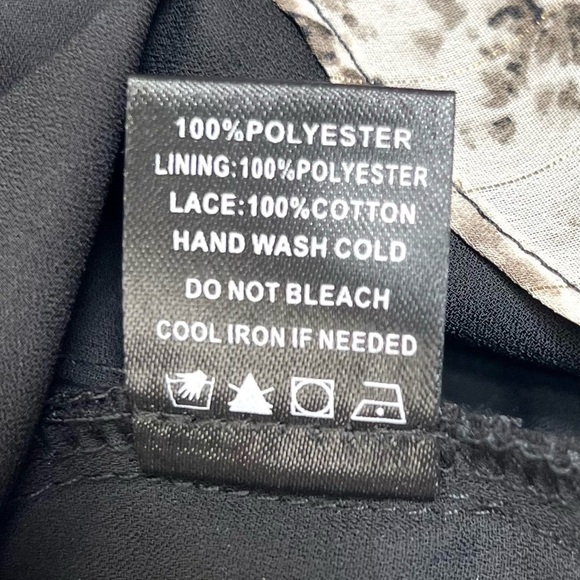 100%POLYESTER
LINING:100%POLYESTER
LACE:100%COTTON
HAND WASH COLD
DO NOT BLEACH
COOL IRON IF NEEDED